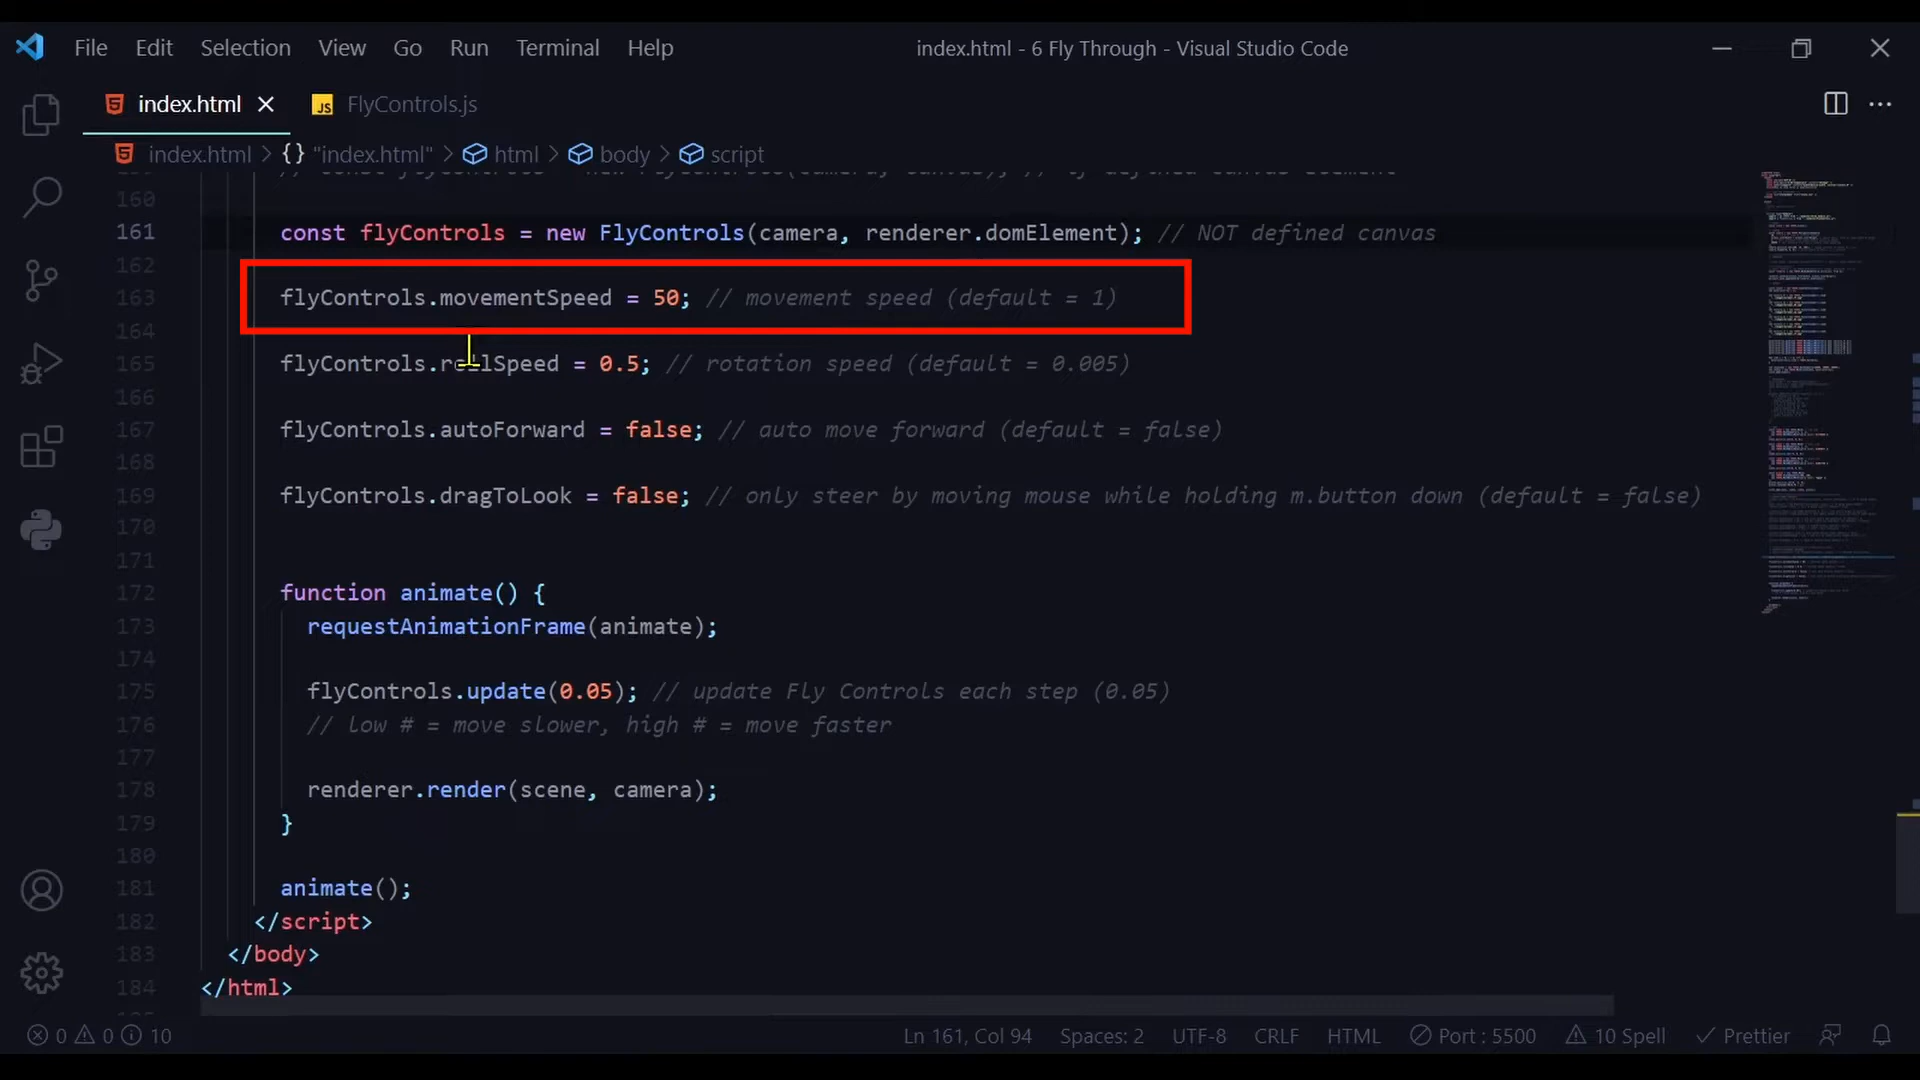 File Edit Selection View Go Run Terminal Help
index.html - 6 Fly Through - Visual Studio Code
index.html
JS FlyControls.js
index.html > {} "index.html" > html > body > script
160
161 const flyControls = new FlyControls(camera, renderer.domElement); // NOT defined canvas
162
163 flyControls.movementSpeed = 50; // movement speed (default = 1)
164
165 flyControls.rollSpeed = 0.5; // rotation speed (default = 0.005)
166
167 flyControls.autoForward = false; // auto move forward (default = false)
168
169 flyControls.dragToLook = false; // only steer by moving mouse while holding m.button down (default = false)
170
171
172 function animate() {
173 requestAnimationFrame(animate);
174
175 flyControls.update(0.05); // update Fly Controls each step (0.05)
176 // low # = move slower, high # = move faster
177
178 renderer.render(scene, camera);
179 }
180
181 animate();
182 </script>
183 </body>
184 </html>
0 0 10
Ln 161, Col 94 Spaces: 2 UTF-8 CRLF HTML Port : 5500 10 Spell Prettier